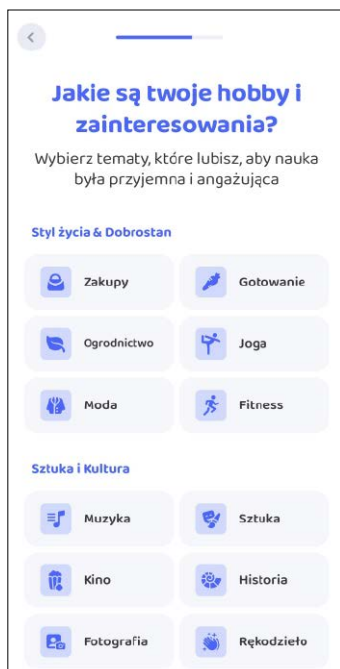 Jakie są twoje hobby i
zainteresowania?
Wybierz tematy, które lubisz, aby nauka
była przyjemna i angażująca
Styl życia & Dobrostan
Zakupy
Gotowanie
Ogrodnictwo
Joga
Moda
Fitness
Sztuka i Kultura
Muzyka
Sztuka
Kino
Historia
Fotografia
Rękodzieło